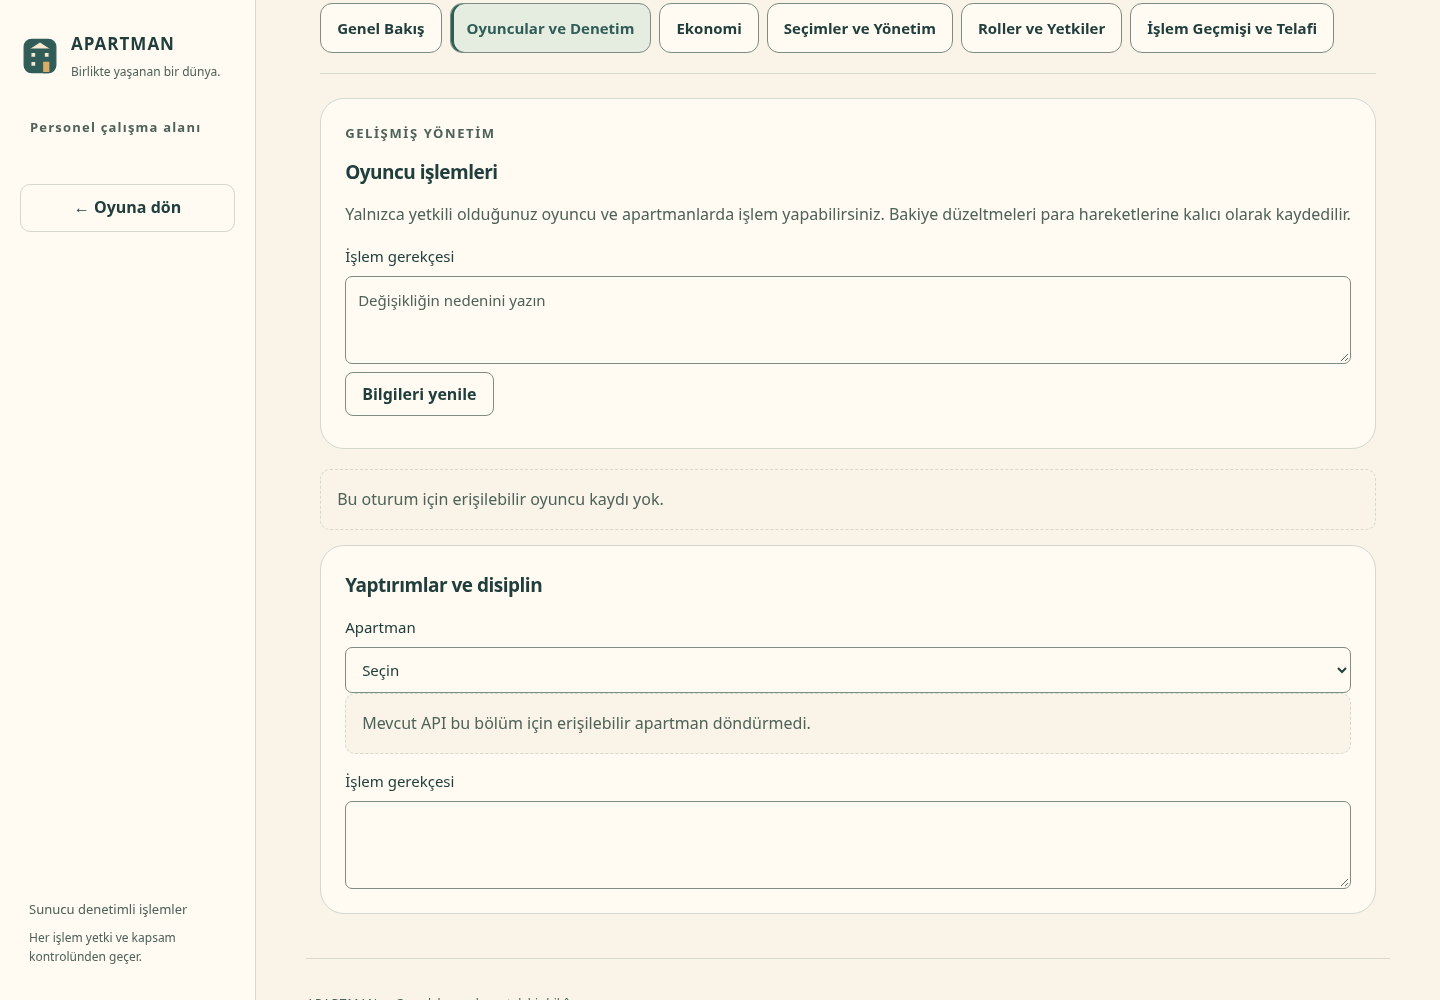 APARTMAN
Birlikte yaşanan bir dünya.
Personel çalışma alanı
← Oyuna dön
Sunucu denetimli işlemler
Her işlem yetki ve kapsam
kontrolünden geçer.
Genel Bakış
Oyuncular ve Denetim
Ekonomi
Seçimler ve Yönetim
Roller ve Yetkiler
İşlem Geçmişi ve Telafi
GELİŞMİŞ YÖNETİM
Oyuncu işlemleri
Yalnızca yetkili olduğunuz oyuncu ve apartmanlarda işlem yapabilirsiniz. Bakiye düzeltmeleri para hareketlerine kalıcı olarak kaydedilir.
İşlem gerekçesi
Değişikliğin nedenini yazın
Bilgileri yenile
Bu oturum için erişilebilir oyuncu kaydı yok.
Yaptırımlar ve disiplin
Apartman
Seçin
Mevcut API bu bölüm için erişilebilir apartman döndürmedi.
İşlem gerekçesi